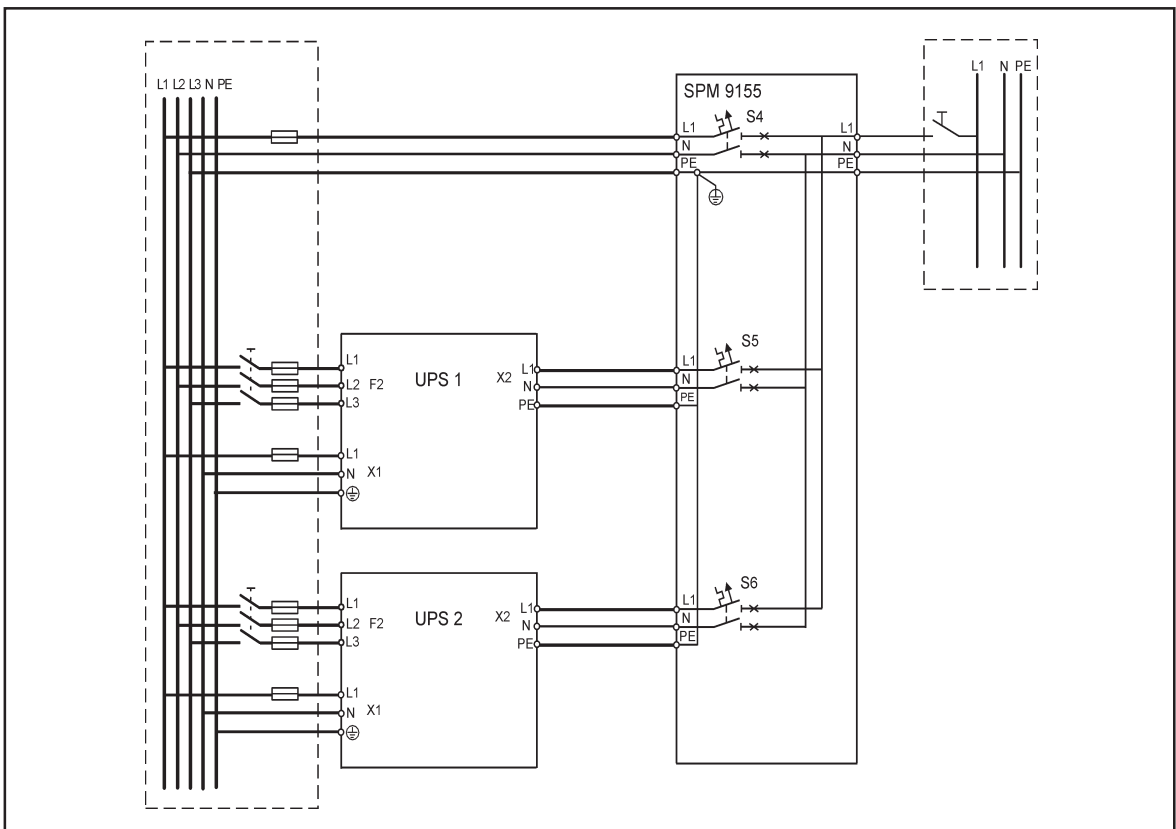 L1 L2 L3 N PE
L1 N PE
SPM 9155
S4
L1
N
PE
L1
N
PE
UPS 1
L1
L2 F2
L3
L1
N X1
X2
L1
N
PE
S5
L1
N
PE
UPS 2
L1
L2 F2
L3
L1
N X1
X2
L1
N
PE
S6
L1
N
PE